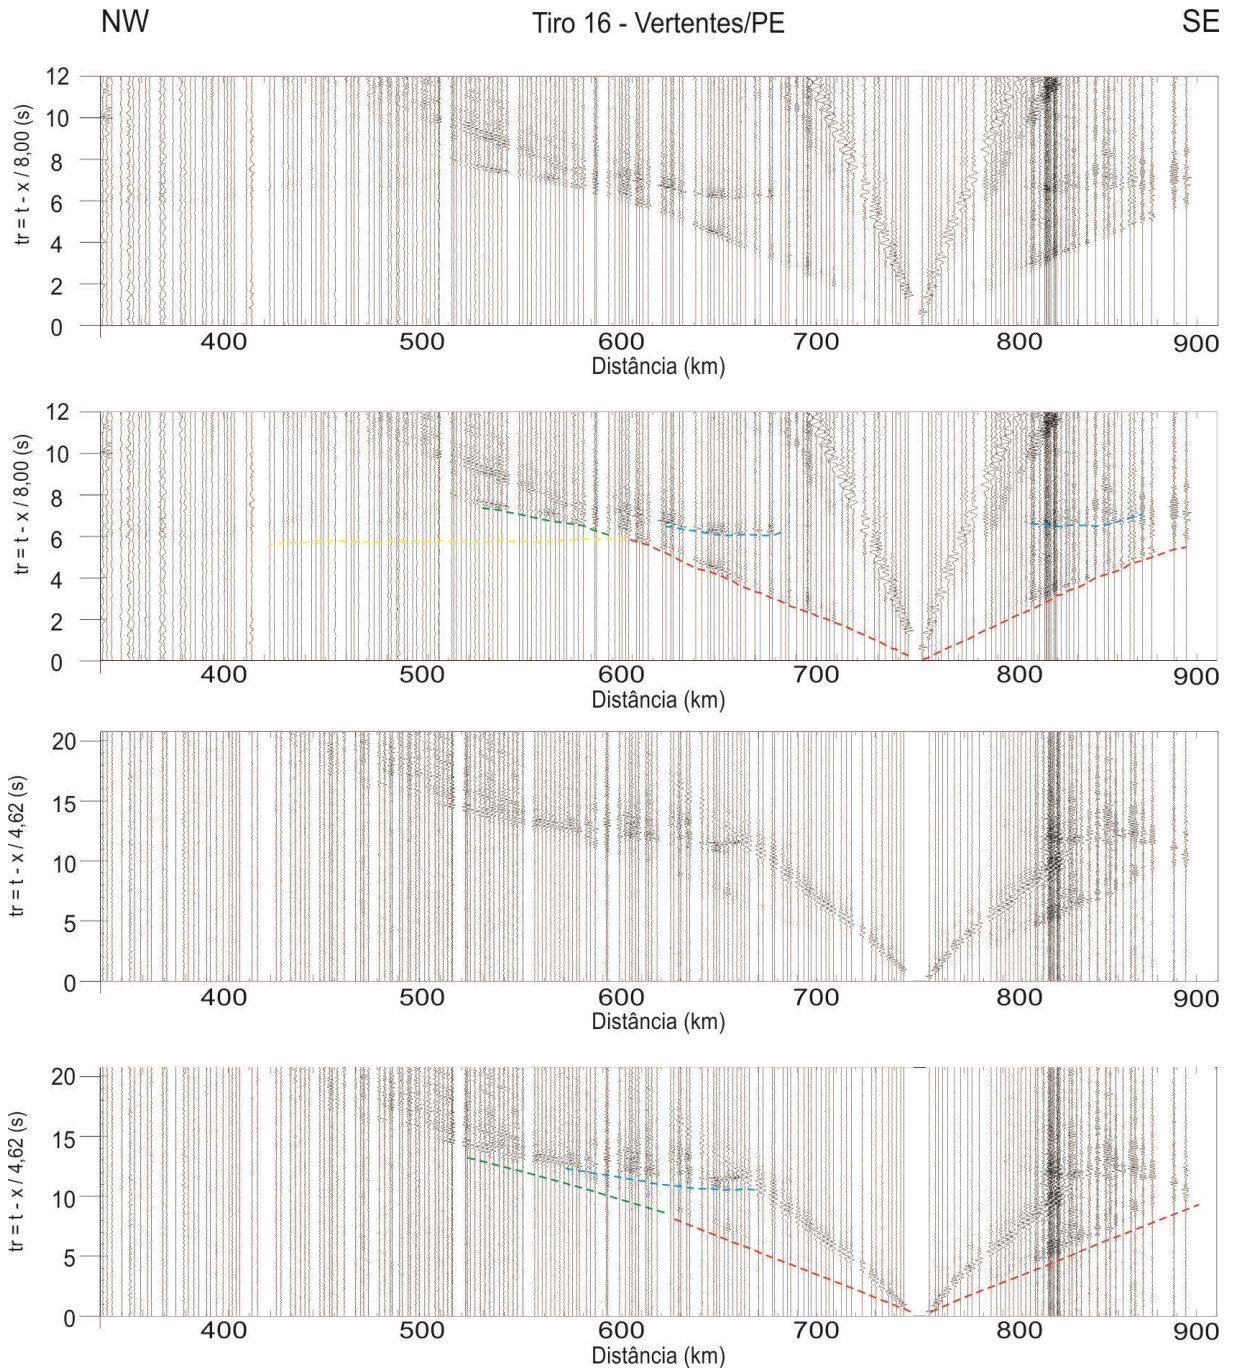 NW Tiro 16 - Vertentes/PE SE
12
10
8
6
4
2
0
tr = t - x / 8,00 (s)
400 500 600 700 800 900
Distância (km)
12
10
8
6
4
2
0
tr = t - x / 8,00 (s)
400 500 600 700 800 900
Distância (km)
20
15
10
5
0
tr = t - x / 4,62 (s)
400 500 600 700 800 900
Distância (km)
20
15
10
5
0
tr = t - x / 4,62 (s)
400 500 600 700 800 900
Distância (km)